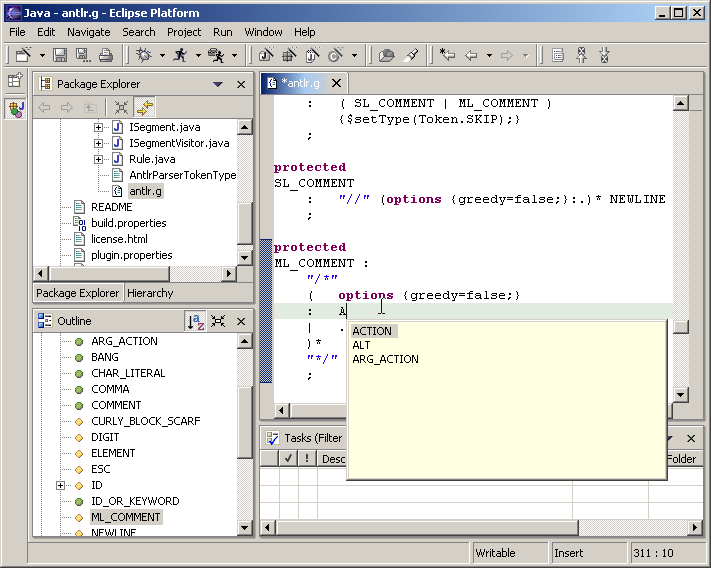 Java - antlr.g - Eclipse Platform
File Edit Navigate Search Project Run Window Help
Package Explorer
ISegment.java
ISegmentVisitor.java
Rule.java
AntlrParserTokenType
antlr.g
README
build.properties
license.html
plugin.properties
Package Explorer Hierarchy
Outline
ARG_ACTION
BANG
CHAR_LITERAL
COMMA
COMMENT
CURLY_BLOCK_SCARF
DIGIT
ELEMENT
ESC
ID
ID_OR_KEYWORD
ML_COMMENT
NEWLINE
*antlr.g
: ( SL_COMMENT | ML_COMMENT )
{$setType(Token.SKIP);}
;
protected
SL_COMMENT
: "//" (options {greedy=false;}:.)* NEWLINE
;
protected
ML_COMMENT :
"/*"
( options {greedy=false;}
: A
| .
)*
"*/"
;
ACTION
ALT
ARG_ACTION
Tasks (Filter
! Desc Folder
Writable Insert 311 : 10